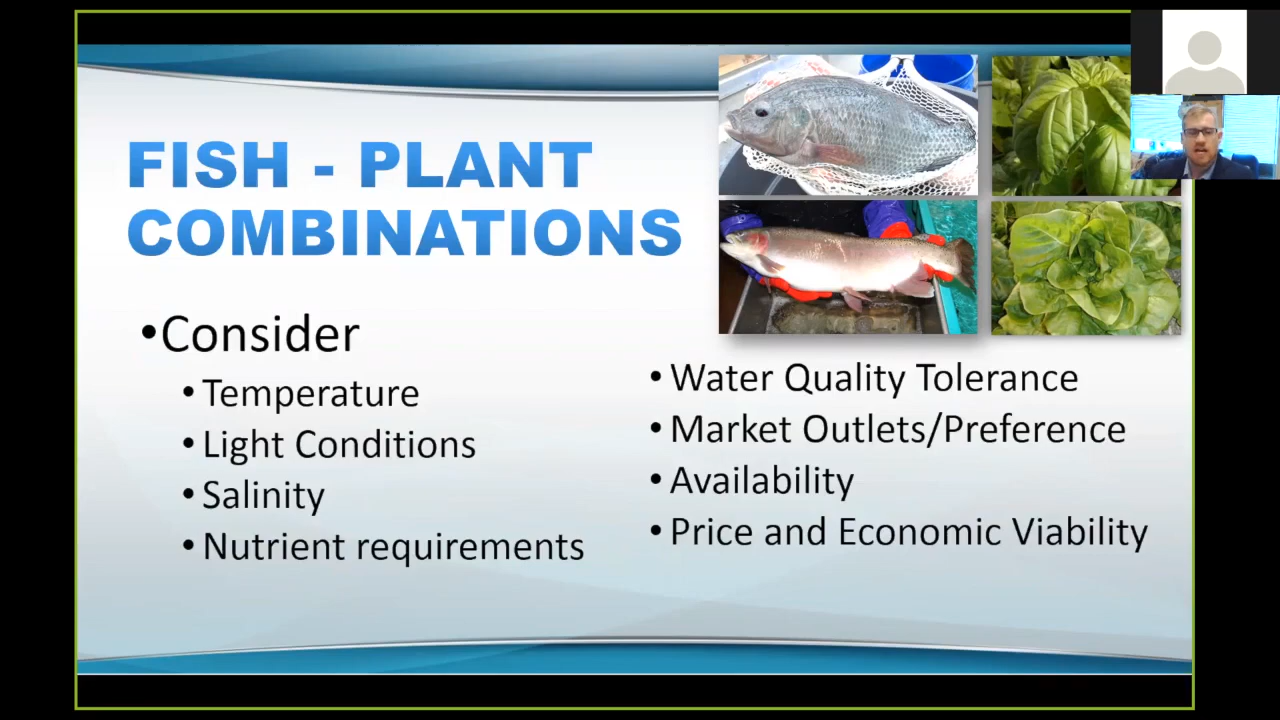 FISH - PLANT
COMBINATIONS
•Consider
• Temperature
• Light Conditions
• Salinity
• Nutrient requirements
• Water Quality Tolerance
• Market Outlets/Preference
• Availability
• Price and Economic Viability